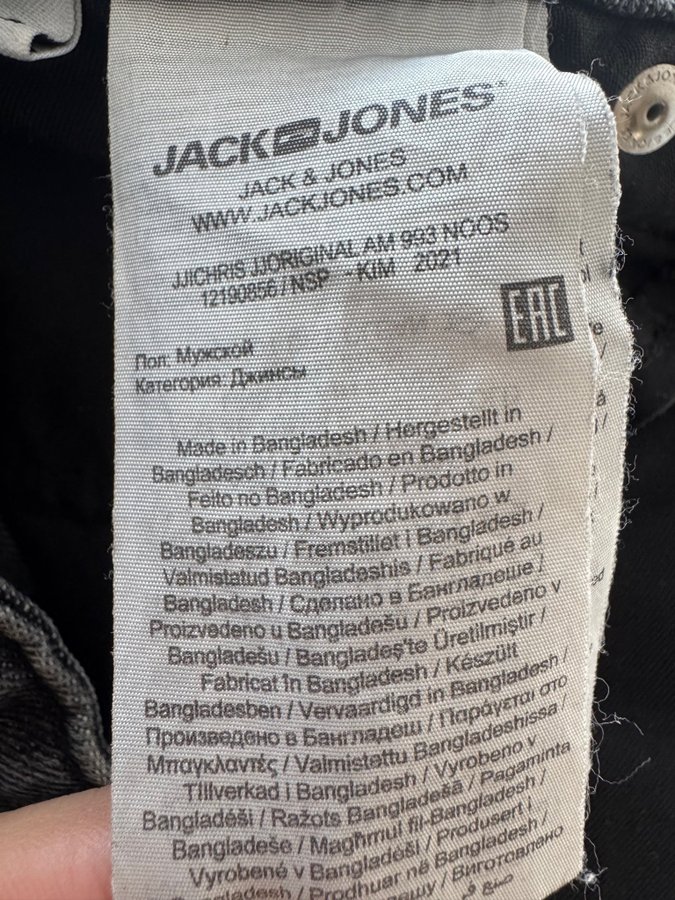 JACK JONES®
JACK & JONES
WWW.JACKJONES.COM
JJICHRIS JJORIGINAL AM 993 NOOS
12190856 / NSP - KIM 2021
EAC
Пол: Мужской
Категория: Джинсы
Made in Bangladesh / Hergestellt in
Bangladesch / Fabricado en Bangladesh /
Feito no Bangladesh / Prodotto in
Bangladesh / Wyprodukowano w
Bangladeszu / Fremstillet i Bangladesh /
Valmistatud Bangladeshis / Fabriqué au
Bangladesh / Сделано в Бангладеше /
Proizvedeno u Bangladešu / Proizvedeno v
Bangladešu / Bangladeş'te Üretilmiştir /
Fabricat în Bangladesh / Készült
Bangladesben / Vervaardigd in Bangladesh /
Произведено в Бангладеш / Παράγεται στο
Μπαγκλαντές / Valmistettu Bangladeshissa /
Tillverkad i Bangladesh / Vyrobeno v
Bangladéši / Ražots Bangladešā / Pagaminta
Bangladeše / Magħmul fil-Bangladesh /
Vyrobené v Bangladéši / Produsert i
Bangladesh / Prodhuar në Bangladesh /
Виготовлено
صنع في